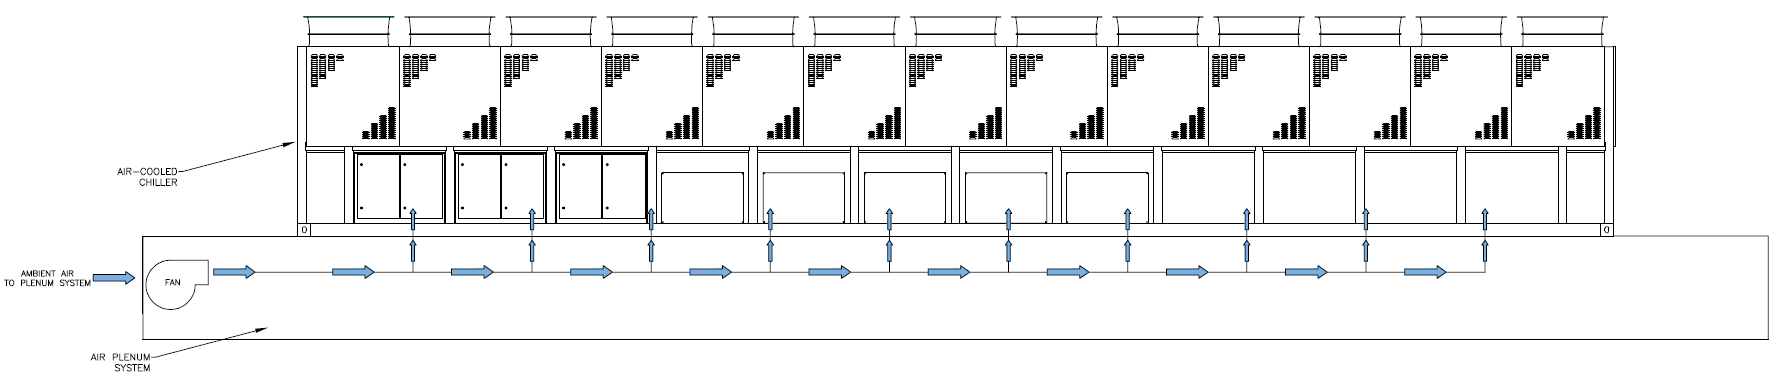 AIR-COOLED
CHILLER
AMBIENT AIR
TO PLENUM SYSTEM
FAN
AIR PLENUM
SYSTEM